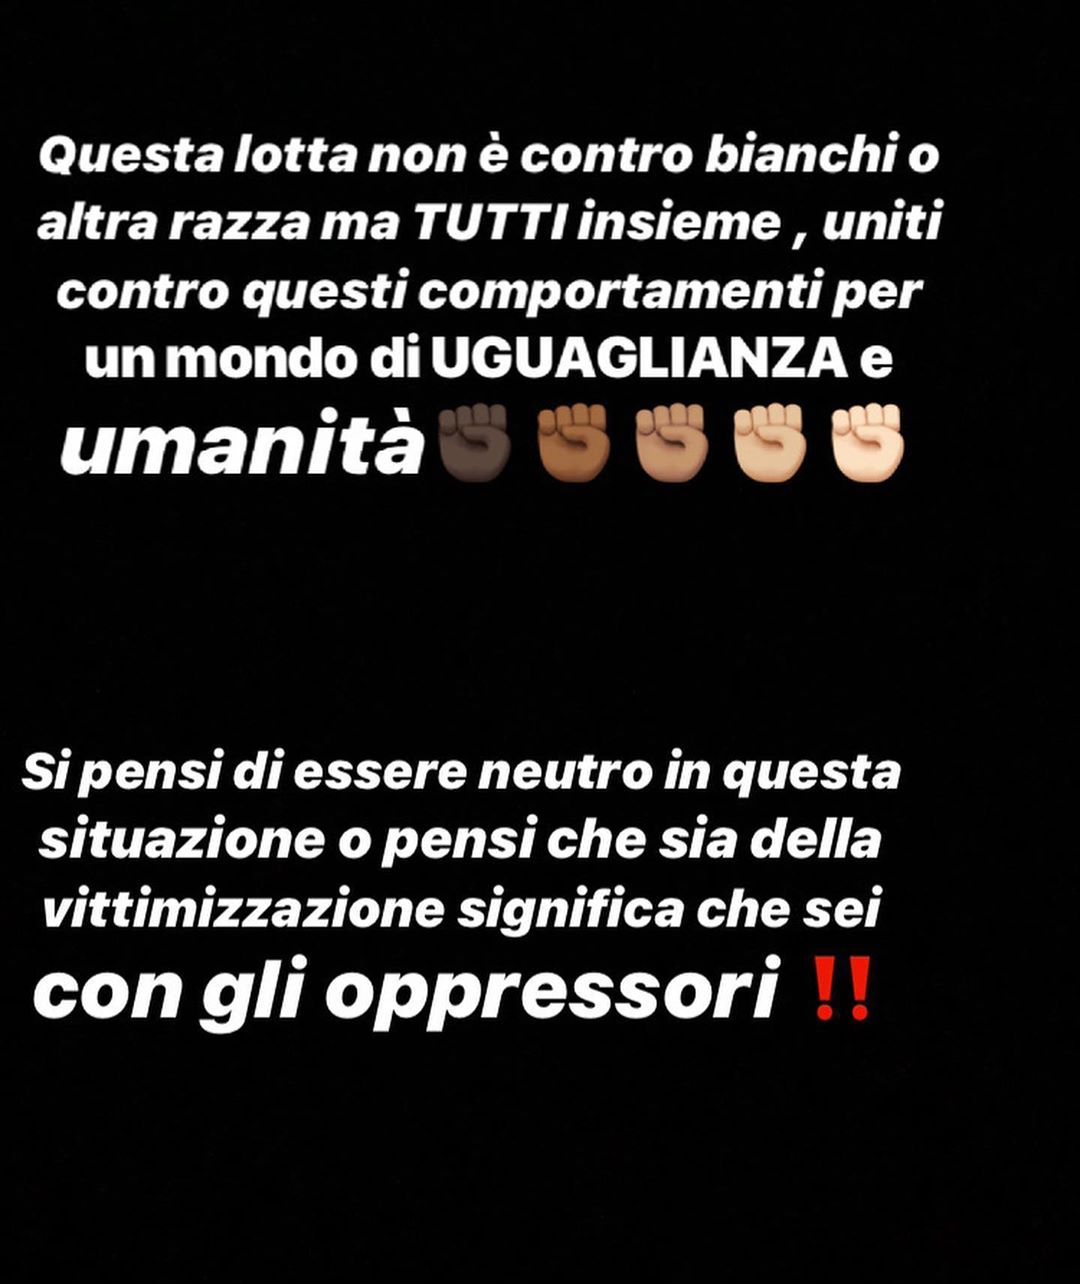 Questa lotta non è contro bianchi o
altra razza ma TUTTI insieme , uniti
contro questi comportamenti per
un mondo di UGUAGLIANZA e
umanità✊🏿 ✊🏾 ✊🏽 ✊🏼 ✊🏻
Si pensi di essere neutro in questa
situazione o pensi che sia della
vittimizzazione significa che sei
con gli oppressori ‼️